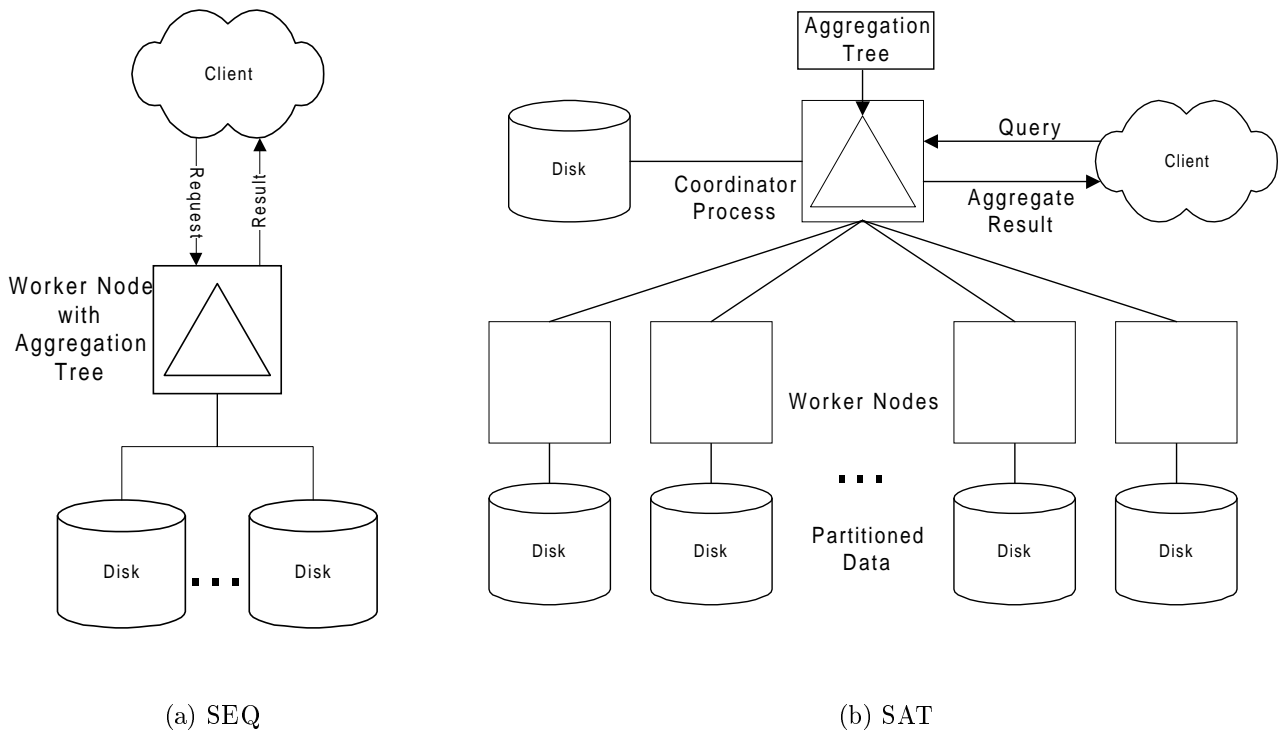 Client
Request
Result
Worker Node
with
Aggregation
Tree
Disk
Disk
(a) SEQ
Aggregation
Tree
Disk
Coordinator
Process
Query
Aggregate
Result
Client
Worker Nodes
Disk
Disk
Partitioned
Data
Disk
Disk
(b) SAT